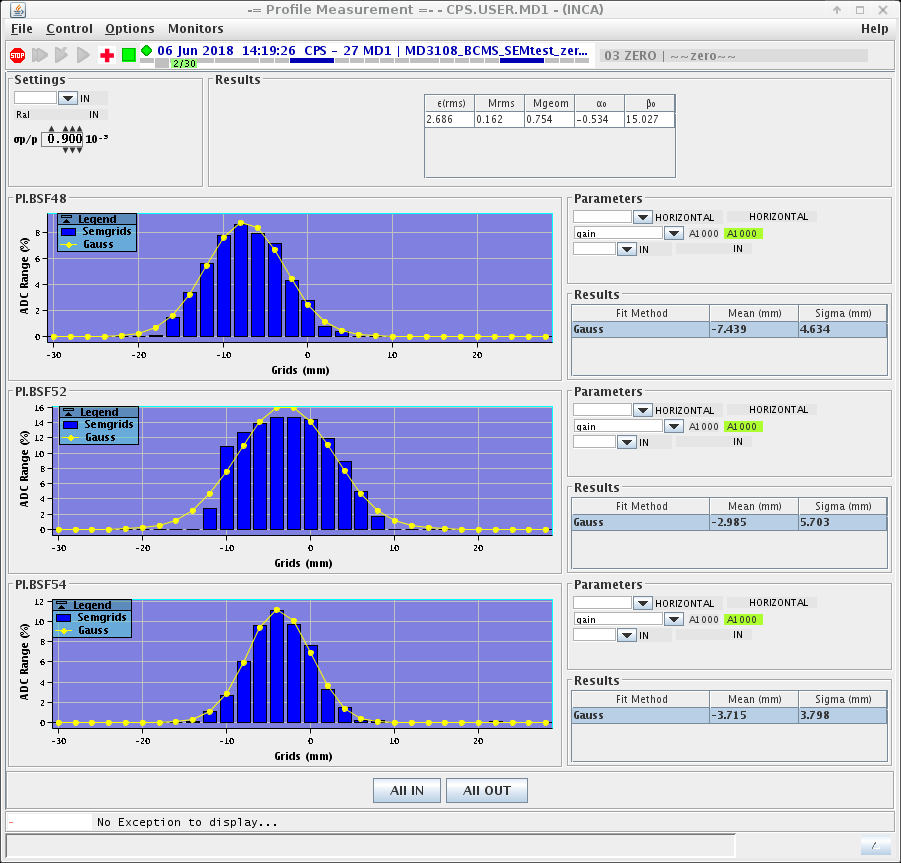 -= Profile Measurement =- - CPS.USER.MD1 - (INCA)
File Control Options Monitors Help
STOP 06 Jun 2018 14:19:26 CPS - 27 MD1 | MD3108_BCMS_SEMtest_zer... 03 ZERO | ~~zero~~
2/30
Settings
IN
Ral IN
σp/p 0.900 10⁻³
Results
ε(rms) Mrms Mgeom α₀ β₀
2.686 0.162 0.754 -0.534 15.027
PI.BSF48
Legend
Semgrids
Gauss
ADC Range (%)
8
6
4
2
0
-30 -20 -10 0 10 20
Grids (mm)
Parameters
HORIZONTAL HORIZONTAL
gain A1000 A1000
IN IN
Results
Fit Method Mean (mm) Sigma (mm)
Gauss -7.439 4.634
PI.BSF52
Legend
Semgrids
Gauss
ADC Range (%)
16
14
12
10
8
6
4
2
0
-30 -20 -10 0 10 20
Grids (mm)
Parameters
HORIZONTAL HORIZONTAL
gain A1000 A1000
IN IN
Results
Fit Method Mean (mm) Sigma (mm)
Gauss -2.985 5.703
PI.BSF54
Legend
Semgrids
Gauss
ADC Range (%)
12
10
8
6
4
2
0
-30 -20 -10 0 10 20
Grids (mm)
Parameters
HORIZONTAL HORIZONTAL
gain A1000 A1000
IN IN
Results
Fit Method Mean (mm) Sigma (mm)
Gauss -3.715 3.798
All IN All OUT
- No Exception to display...